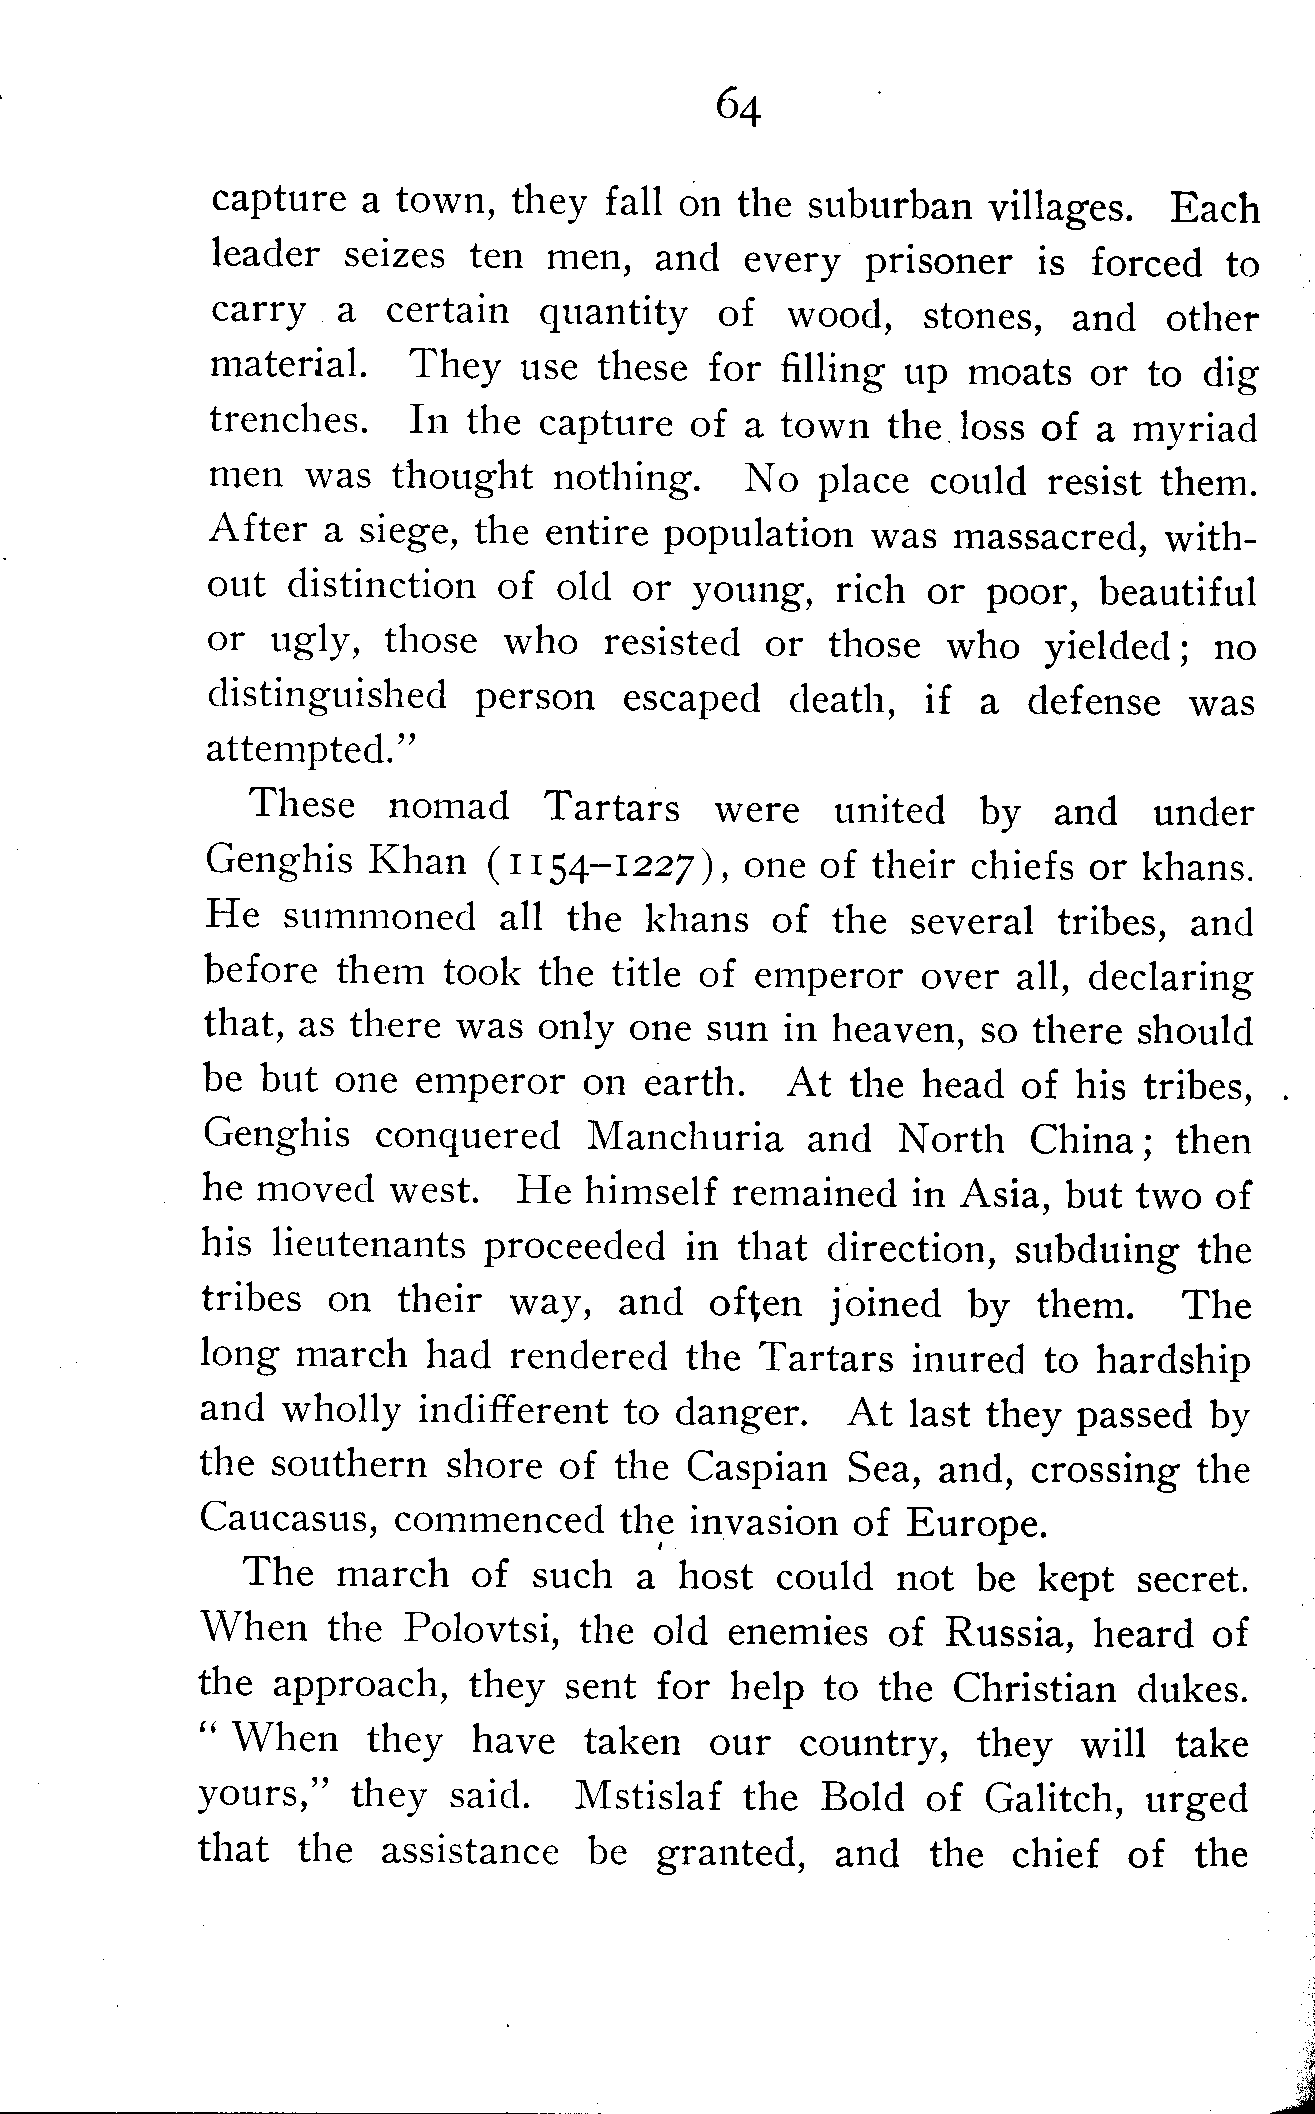 64
capture a town, they fall on the suburban villages. Each
leader seizes ten men, and every prisoner is forced to
carry a certain quantity of wood, stones, and other
material. They use these for filling up moats or to dig
trenches. In the capture of a town the loss of a myriad
men was thought nothing. No place could resist them.
After a siege, the entire population was massacred, with-
out distinction of old or young, rich or poor, beautiful
or ugly, those who resisted or those who yielded; no
distinguished person escaped death, if a defense was
attempted."
These nomad Tartars were united by and under
Genghis Khan (1154–1227), one of their chiefs or khans.
He summoned all the khans of the several tribes, and
before them took the title of emperor over all, declaring
that, as there was only one sun in heaven, so there should
be but one emperor on earth. At the head of his tribes,
Genghis conquered Manchuria and North China; then
he moved west. He himself remained in Asia, but two of
his lieutenants proceeded in that direction, subduing the
tribes on their way, and often joined by them. The
long march had rendered the Tartars inured to hardship
and wholly indifferent to danger. At last they passed by
the southern shore of the Caspian Sea, and, crossing the
Caucasus, commenced the invasion of Europe.
The march of such a host could not be kept secret.
When the Polovtsi, the old enemies of Russia, heard of
the approach, they sent for help to the Christian dukes.
" When they have taken our country, they will take
yours," they said. Mstislaf the Bold of Galitch, urged
that the assistance be granted, and the chief of the